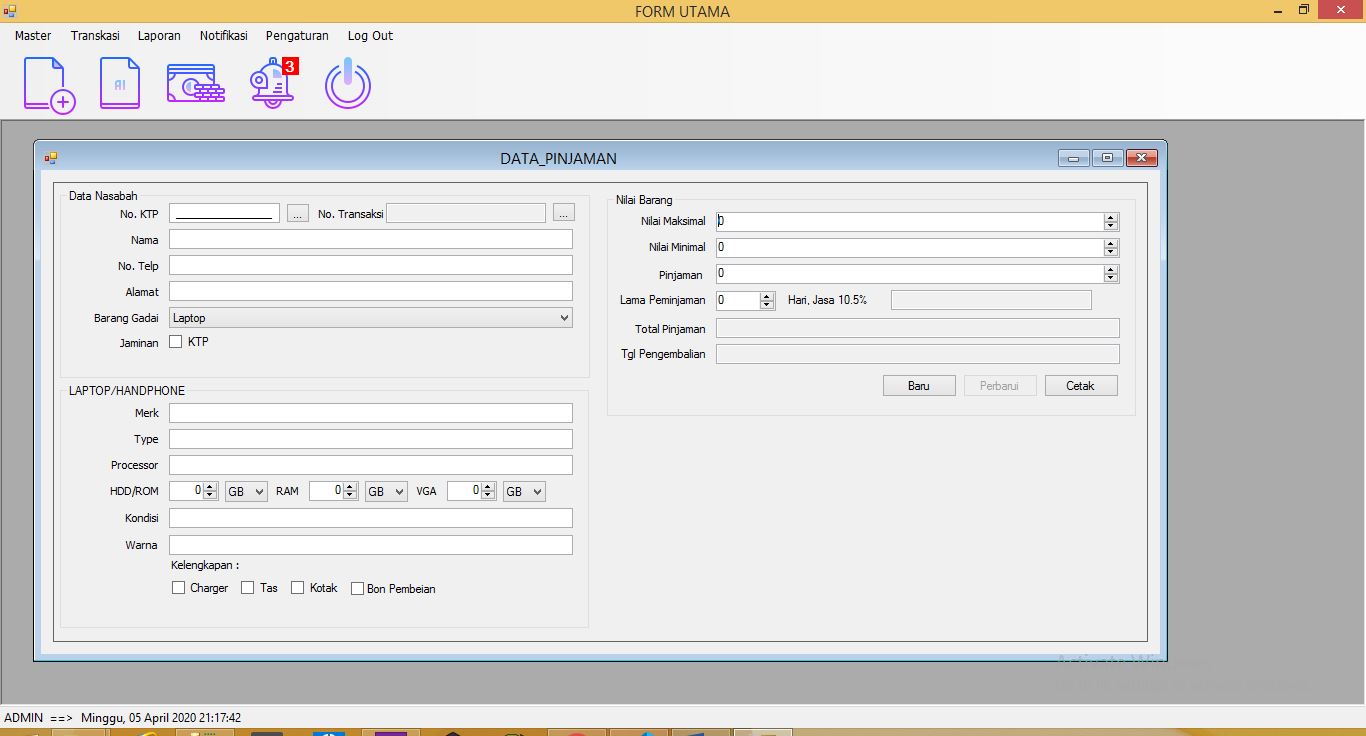 FORM UTAMA
Master Transkasi Laporan Notifikasi Pengaturan Log Out
3
DATA_PINJAMAN
Data Nasabah
No. KTP ... No. Transaksi ...
Nama
No. Telp
Alamat
Barang Gadai Laptop
Jaminan KTP
LAPTOP/HANDPHONE
Merk
Type
Processor
HDD/ROM 0 GB RAM 0 GB VGA 0 GB
Kondisi
Warna
Kelengkapan :
Charger Tas Kotak Bon Pembeian
Nilai Barang
Nilai Maksimal 0
Nilai Minimal 0
Pinjaman 0
Lama Peminjaman 0 Hari, Jasa 10.5%
Total Pinjaman
Tgl Pengembalian
Baru Perbarui Cetak
ADMIN ==> Minggu, 05 April 2020 21:17:42